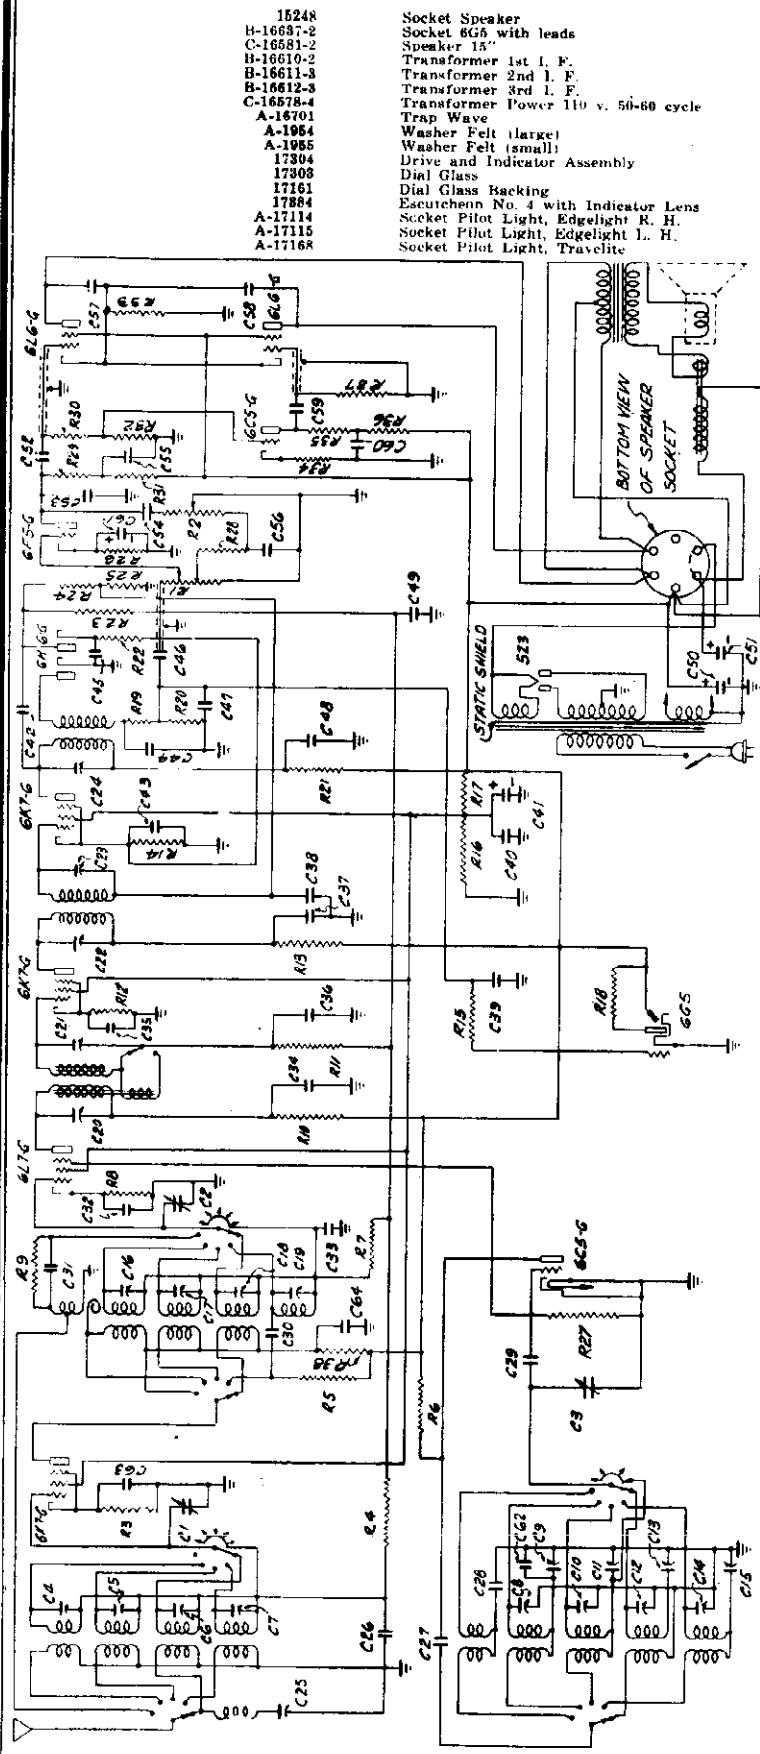 15248 Socket Speaker
B-16637-2 Socket 6G5 with leads
C-16581-2 Speaker 15"
B-16610-2 Transformer 1st I. F.
B-16611-3 Transformer 2nd I. F.
B-16612-3 Transformer 3rd I. F.
C-16578-4 Transformer Power 110 v. 50-60 cycle
A-16701 Trap Wave
A-1954 Washer Felt (large)
A-1955 Washer Felt (small)
17304 Drive and Indicator Assembly
17303 Dial Glass
17161 Dial Glass Backing
17884 Escutcheon No. 4 with Indicator Lens
A-17114 Socket Pilot Light, Edgelight R. H.
A-17115 Socket Pilot Light, Edgelight L. H.
A-17168 Socket Pilot Light, Travelite
6L6-G
C57
R33
C58
6L6-G
C52
R30
R29
R32
C55
R31
6C5-G
C59
R37
R35
R36
C60
R34
C53
6F5-G
C61
C54
R26
R2
R28
C56
R1
R24
R25
R23
C49
6H6-G
C45
R22
C46
R19
R20
C47
C44
C42
C48
R21
6K7-G
C24
C43
R14
C23
R17
R16
C41
C40
C38
C37
R13
C22
6K7-G
C21
R12
C35
C36
R11
C34
R10
C20
R15
C39
R18
6G5
BOTTOM VIEW
OF SPEAKER
SOCKET
STATIC SHIELD
523
C50
C51
6L7-G
R8
C32
C2
R9
C31
C16
C17
C18
C19
C33
R7
C30
C64
R38
R5
R6
6C5-G
R27
C29
C3
6K7-G
C63
R3
C1
R4
C4
C5
C6
C7
C26
C25
C27
C28
C8
C62
C9
C10
C11
C12
C13
C14
C15